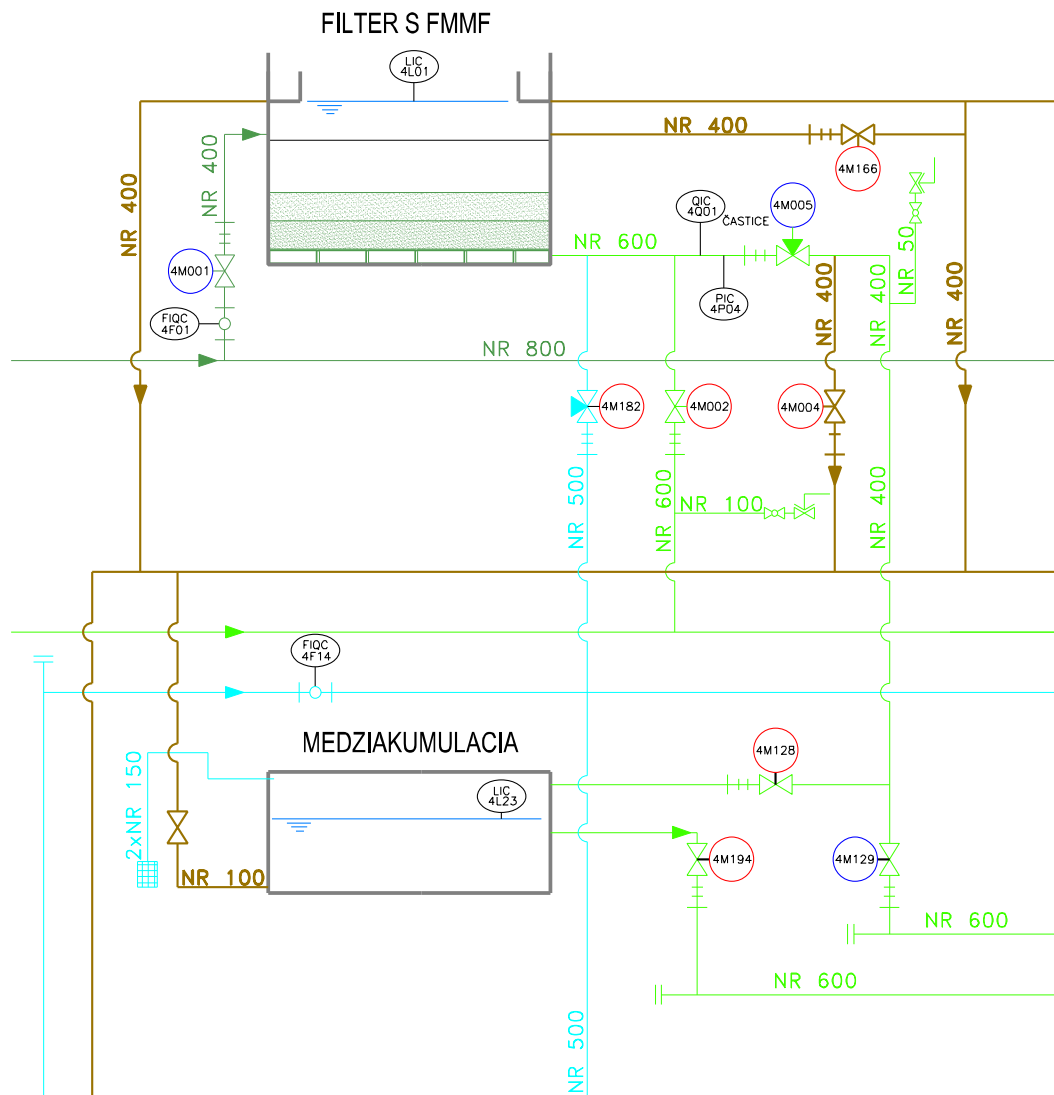 FILTER S FMMF
LIC
4L01
NR 400
4M166
NR 400
NR 400
QIC
4Q01
ČASTICE
4M005
NR 50
NR 600
4M001
PIC
4P04
NR 400
NR 400
NR 400
FIQC
4F01
NR 800
4M182
4M002
4M004
NR 500
NR 600
NR 100
NR 400
FIQC
4F14
MEDZIAKUMULACIA
4M128
2xNR 150
LIC
4L23
4M194
4M129
NR 100
NR 600
NR 600
NR 500